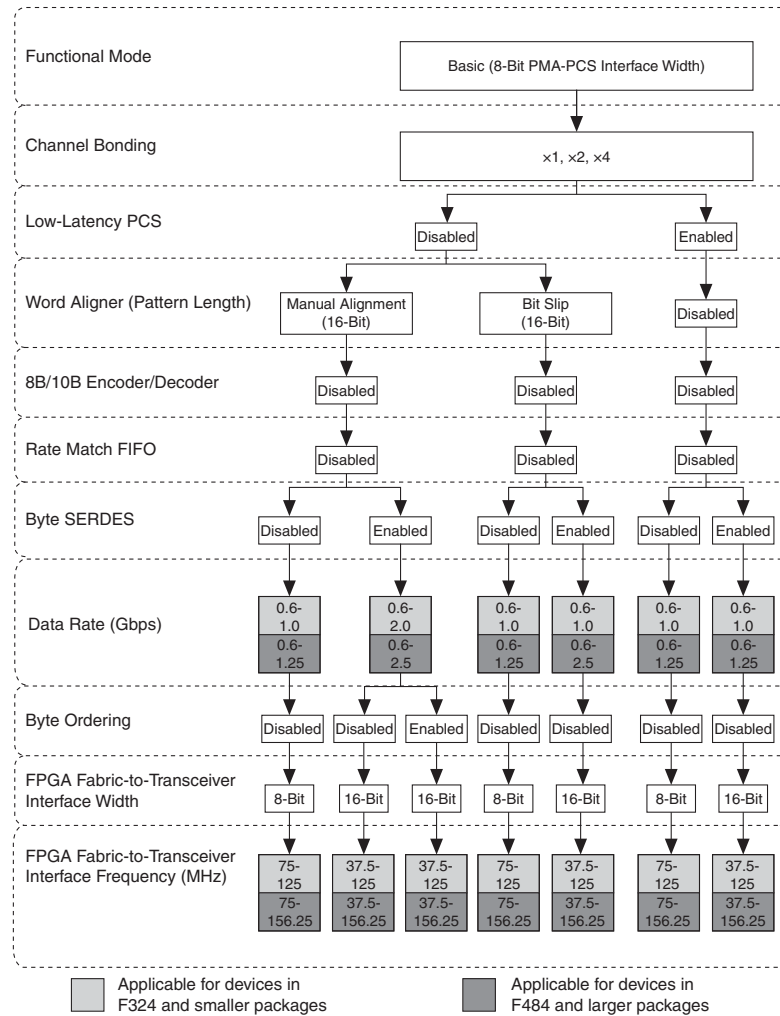 Functional Mode
Basic (8-Bit PMA-PCS Interface Width)
Channel Bonding
×1, ×2, ×4
Low-Latency PCS
Disabled
Enabled
Word Aligner (Pattern Length)
Manual Alignment
(16-Bit)
Bit Slip
(16-Bit)
Disabled
8B/10B Encoder/Decoder
Disabled
Disabled
Disabled
Rate Match FIFO
Disabled
Disabled
Disabled
Byte SERDES
Disabled
Enabled
Disabled
Enabled
Disabled
Enabled
Data Rate (Gbps)
0.6-
1.0
0.6-
1.25
0.6-
2.0
0.6-
2.5
0.6-
1.0
0.6-
1.25
0.6-
1.0
0.6-
2.5
0.6-
1.0
0.6-
1.25
0.6-
1.0
0.6-
1.25
Byte Ordering
Disabled
Disabled
Enabled
Disabled
Disabled
Disabled
Disabled
FPGA Fabric-to-Transceiver
Interface Width
8-Bit
16-Bit
16-Bit
8-Bit
16-Bit
8-Bit
16-Bit
FPGA Fabric-to-Transceiver
Interface Frequency (MHz)
75-
125
75-
156.25
37.5-
125
37.5-
156.25
37.5-
125
37.5-
156.25
75-
125
75-
156.25
37.5-
125
37.5-
156.25
75-
125
75-
156.25
37.5-
125
37.5-
156.25
Applicable for devices in
F324 and smaller packages
Applicable for devices in
F484 and larger packages